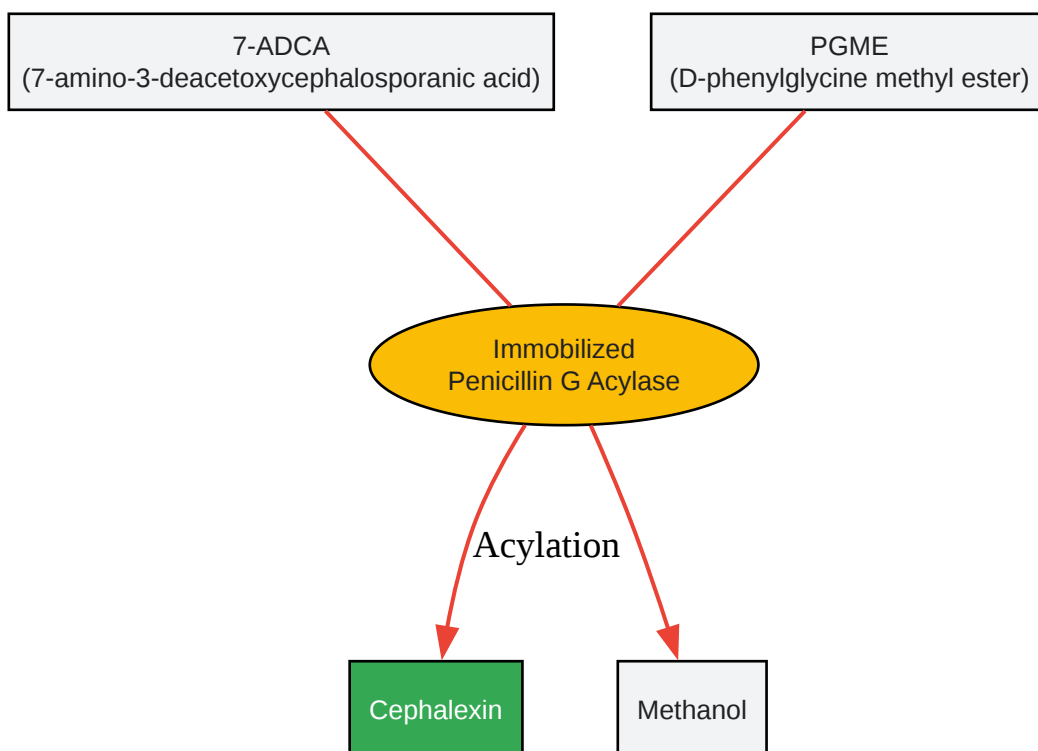 7-ADCA
(7-amino-3-deacetoxycephalosporanic acid)
PGME
(D-phenylglycine methyl ester)
Immobilized
Penicillin G Acylase
Acylation
Cephalexin
Methanol